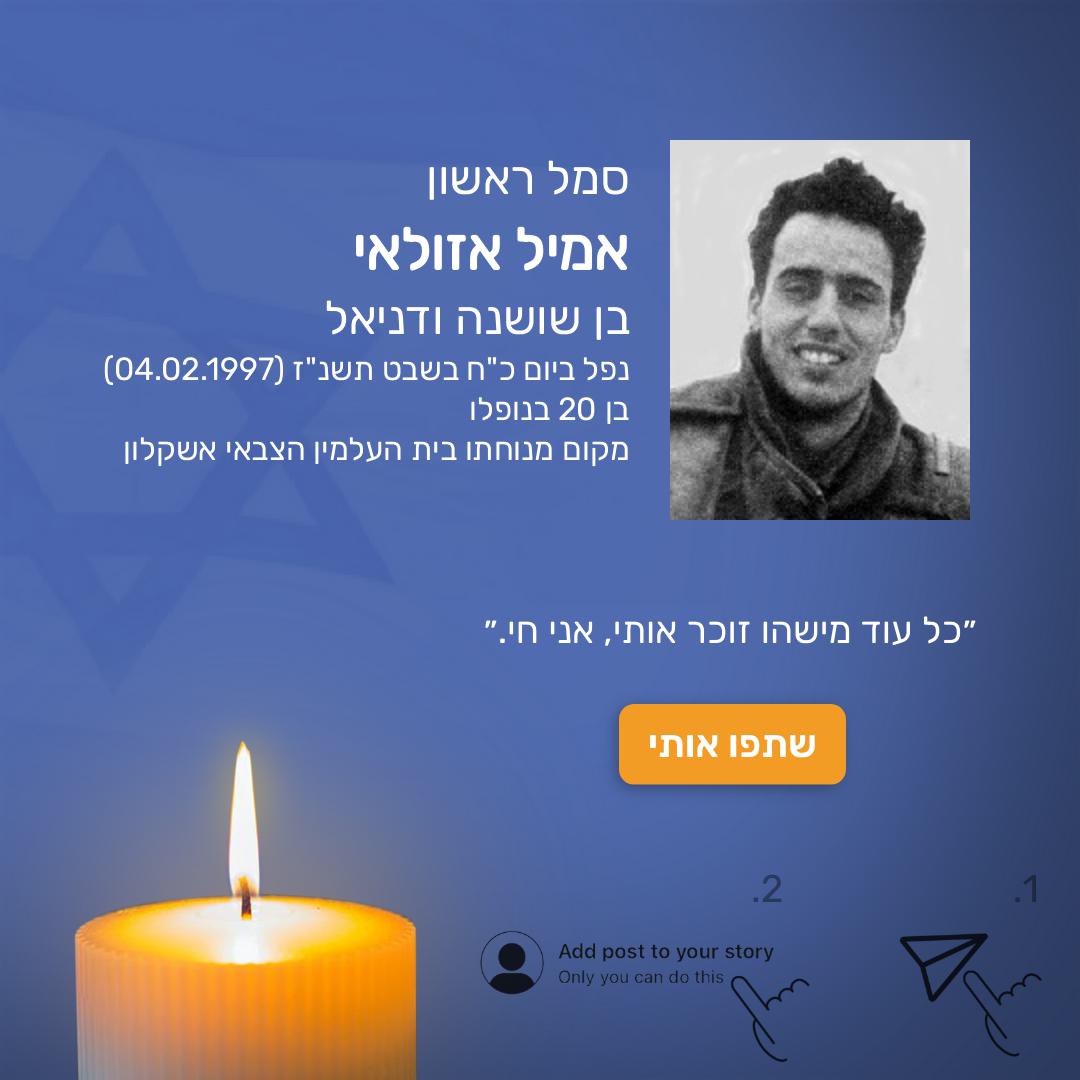 סמל ראשון
אמיל אזולאי
בן שושנה ודניאל
נפל ביום כ"ח בשבט תשנ"ז (04.02.1997)
בן 20 בנופלו
מקום מנוחתו בית העלמין הצבאי אשקלון
״כל עוד מישהו זוכר אותי, אני חי.״
שתפו אותי
.1
.2
Add post to your story
Only you can do this